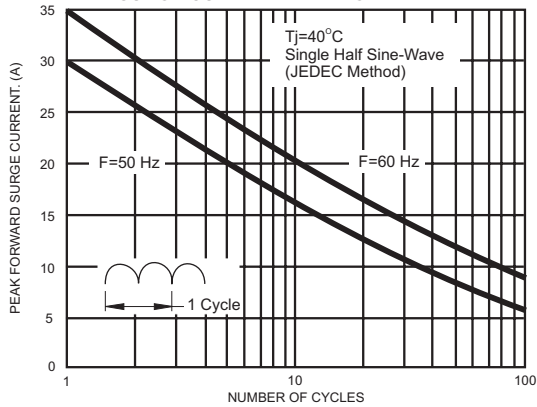 PEAK FORWARD SURGE CURRENT. (A)
35
30
25
20
15
10
5
0
Tj=40°C
Single Half Sine-Wave
(JEDEC Method)
F=50 Hz
F=60 Hz
1 Cycle
1
10
100
NUMBER OF CYCLES